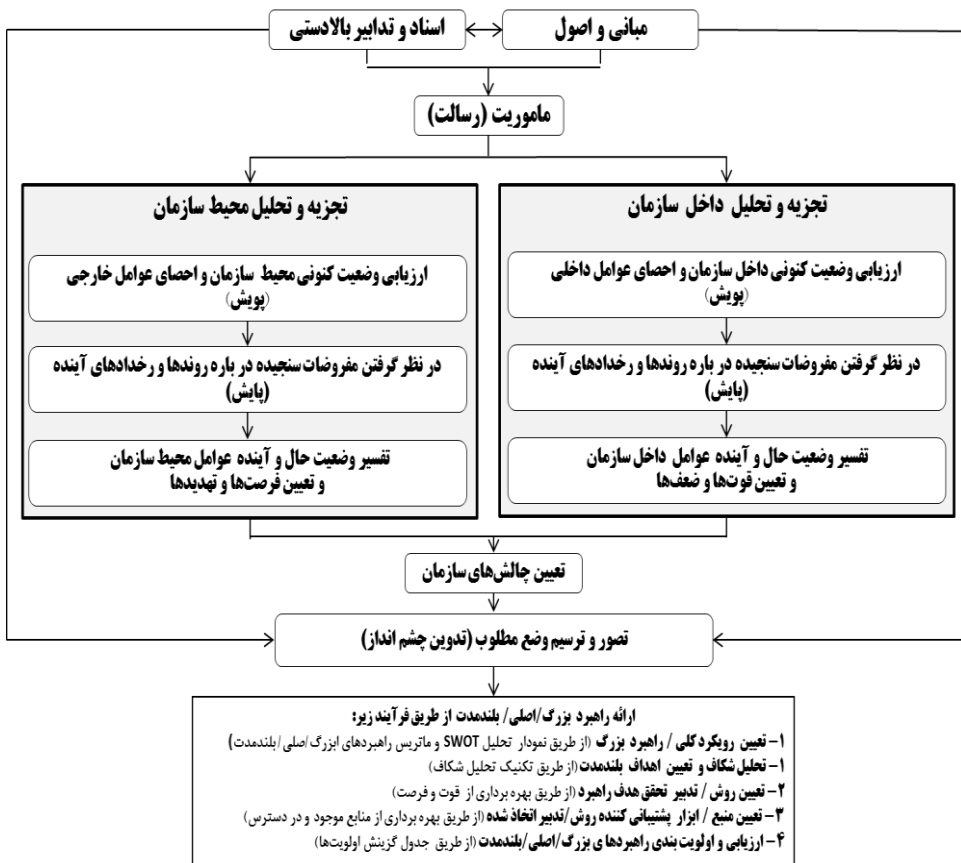 مبانی و اصول
اسناد و تدابیر بالادستی
ماموریت (رسالت)
تجزیه و تحلیل داخل سازمان
ارزیابی وضعیت کنونی داخل سازمان و احصای عوامل داخلی
(پویش)
در نظر گرفتن مفروضات سنجیده در باره روندها و رخدادهای آینده
(پایش)
تفسیر وضعیت حال و آینده عوامل داخل سازمان
و تعیین قوت‌ها و ضعف‌ها
تجزیه و تحلیل محیط سازمان
ارزیابی وضعیت کنونی محیط سازمان و احصای عوامل خارجی
(پویش)
در نظر گرفتن مفروضات سنجیده در باره روندها و رخدادهای آینده
(پایش)
تفسیر وضعیت حال و آینده عوامل محیط سازمان
و تعیین فرصت‌ها و تهدیدها
تعیین چالش‌های سازمان
تصور و ترسیم وضع مطلوب (تدوین چشم انداز)
ارائه راهبرد بزرگ/اصلی/ بلندمدت از طریق فرآیند زیر:
۱- تعیین رویکرد کلی / راهبرد بزرگ (از طریق نمودار تحلیل SWOT و ماتریس راهبردهای ابزرگ/صلی/بلندمدت)
۱- تحلیل شکاف و تعیین اهداف بلندمدت (از طریق تکنیک تحلیل شکاف)
۲- تعیین روش / تدبیر تحقق هدف راهبرد (از طریق بهره برداری از قوت و فرصت)
۳- تعیین منبع / ابزار پشتیبانی کننده روش/تدبیر اتخاذ شده (از طریق بهره برداری از منابع موجود و در دسترس)
۴- ارزیابی و اولویت بندی راهبردها ی بزرگ/اصلی/بلندمدت (از طریق جدول گزینش اولویت‌ها)